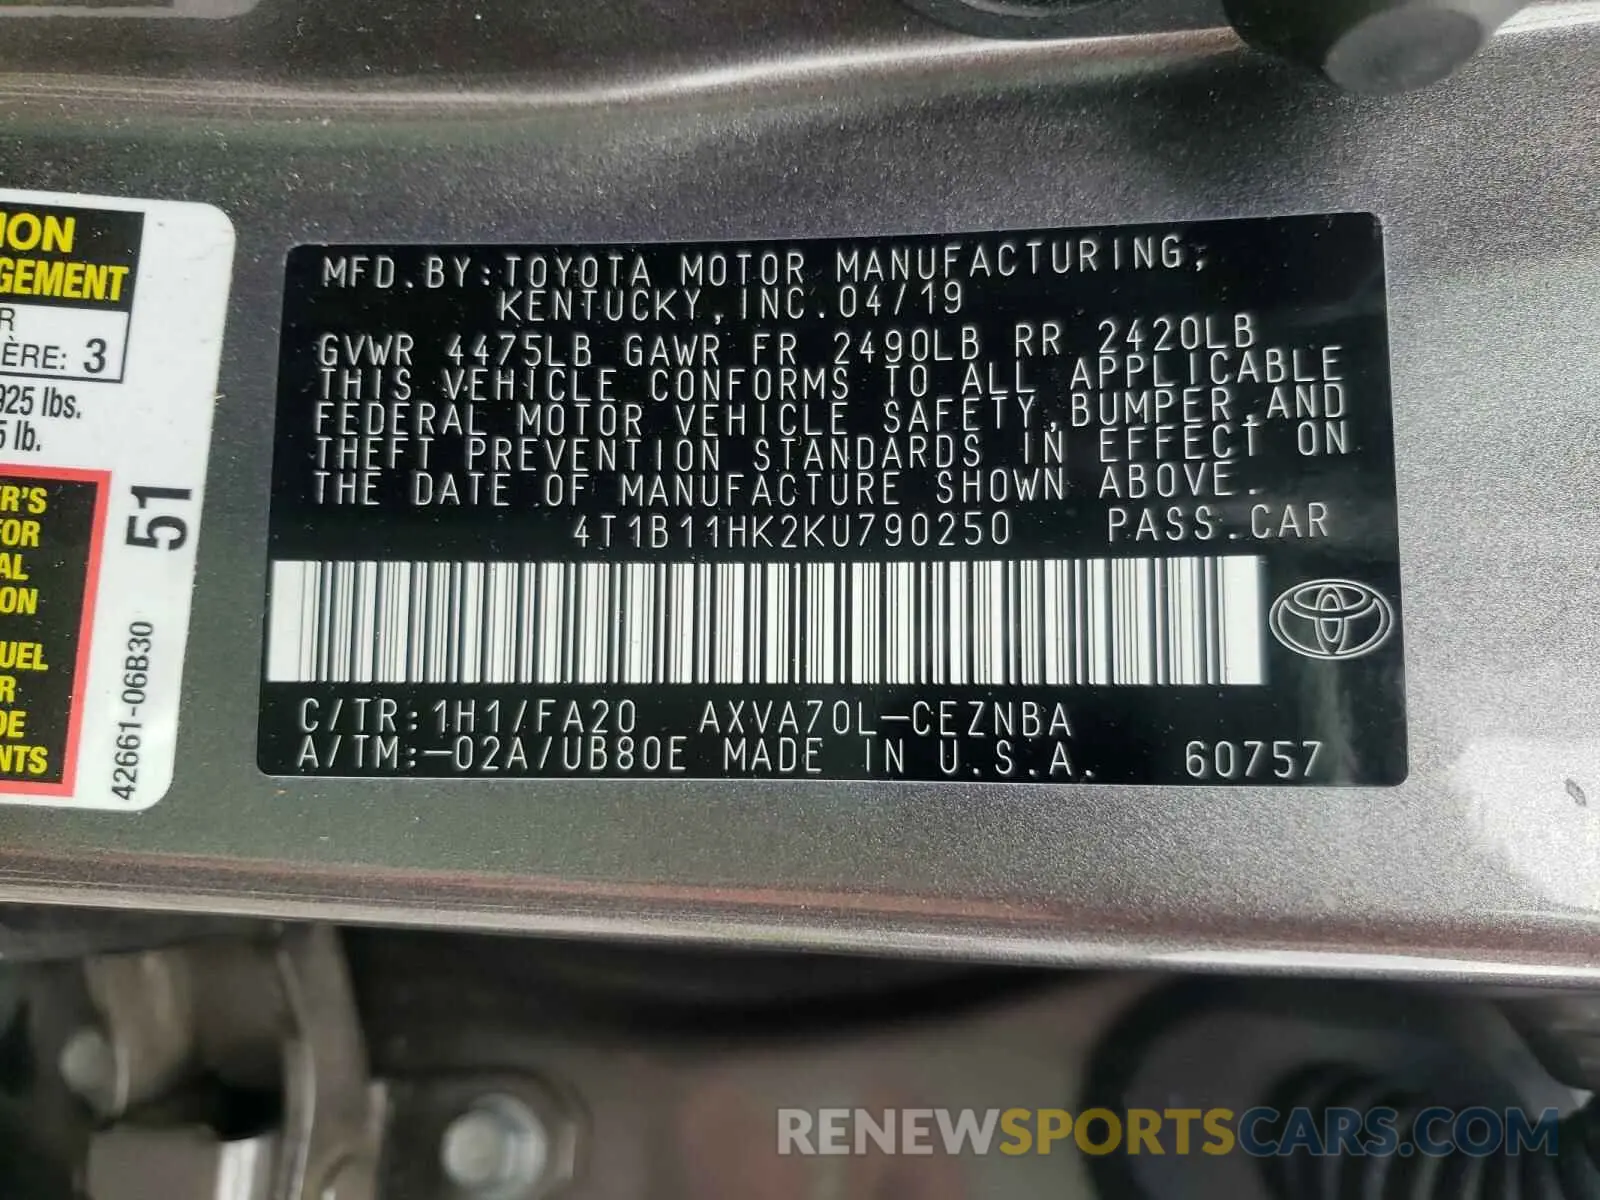 ION
GEMENT
R
ÈRE: 3
925 lbs.
5 lb.
R'S
FOR
AL
ON
UEL
R
DE
NTS
51
42661-06B30
MFD.BY:TOYOTA MOTOR MANUFACTURING,
KENTUCKY,INC.04/19
GVWR 4475LB GAWR FR 2490LB RR 2420LB
THIS VEHICLE CONFORMS TO ALL APPLICABLE
FEDERAL MOTOR VEHICLE SAFETY,BUMPER,AND
THEFT PREVENTION STANDARDS IN EFFECT ON
THE DATE OF MANUFACTURE SHOWN ABOVE.
4T1B11HK2KU790250 PASS.CAR
C/TR:1H1/FA20 AXVA70L-CEZNBA
A/TM:-02A/UB80E MADE IN U.S.A. 60757
RENEWSPORTSCARS.COM